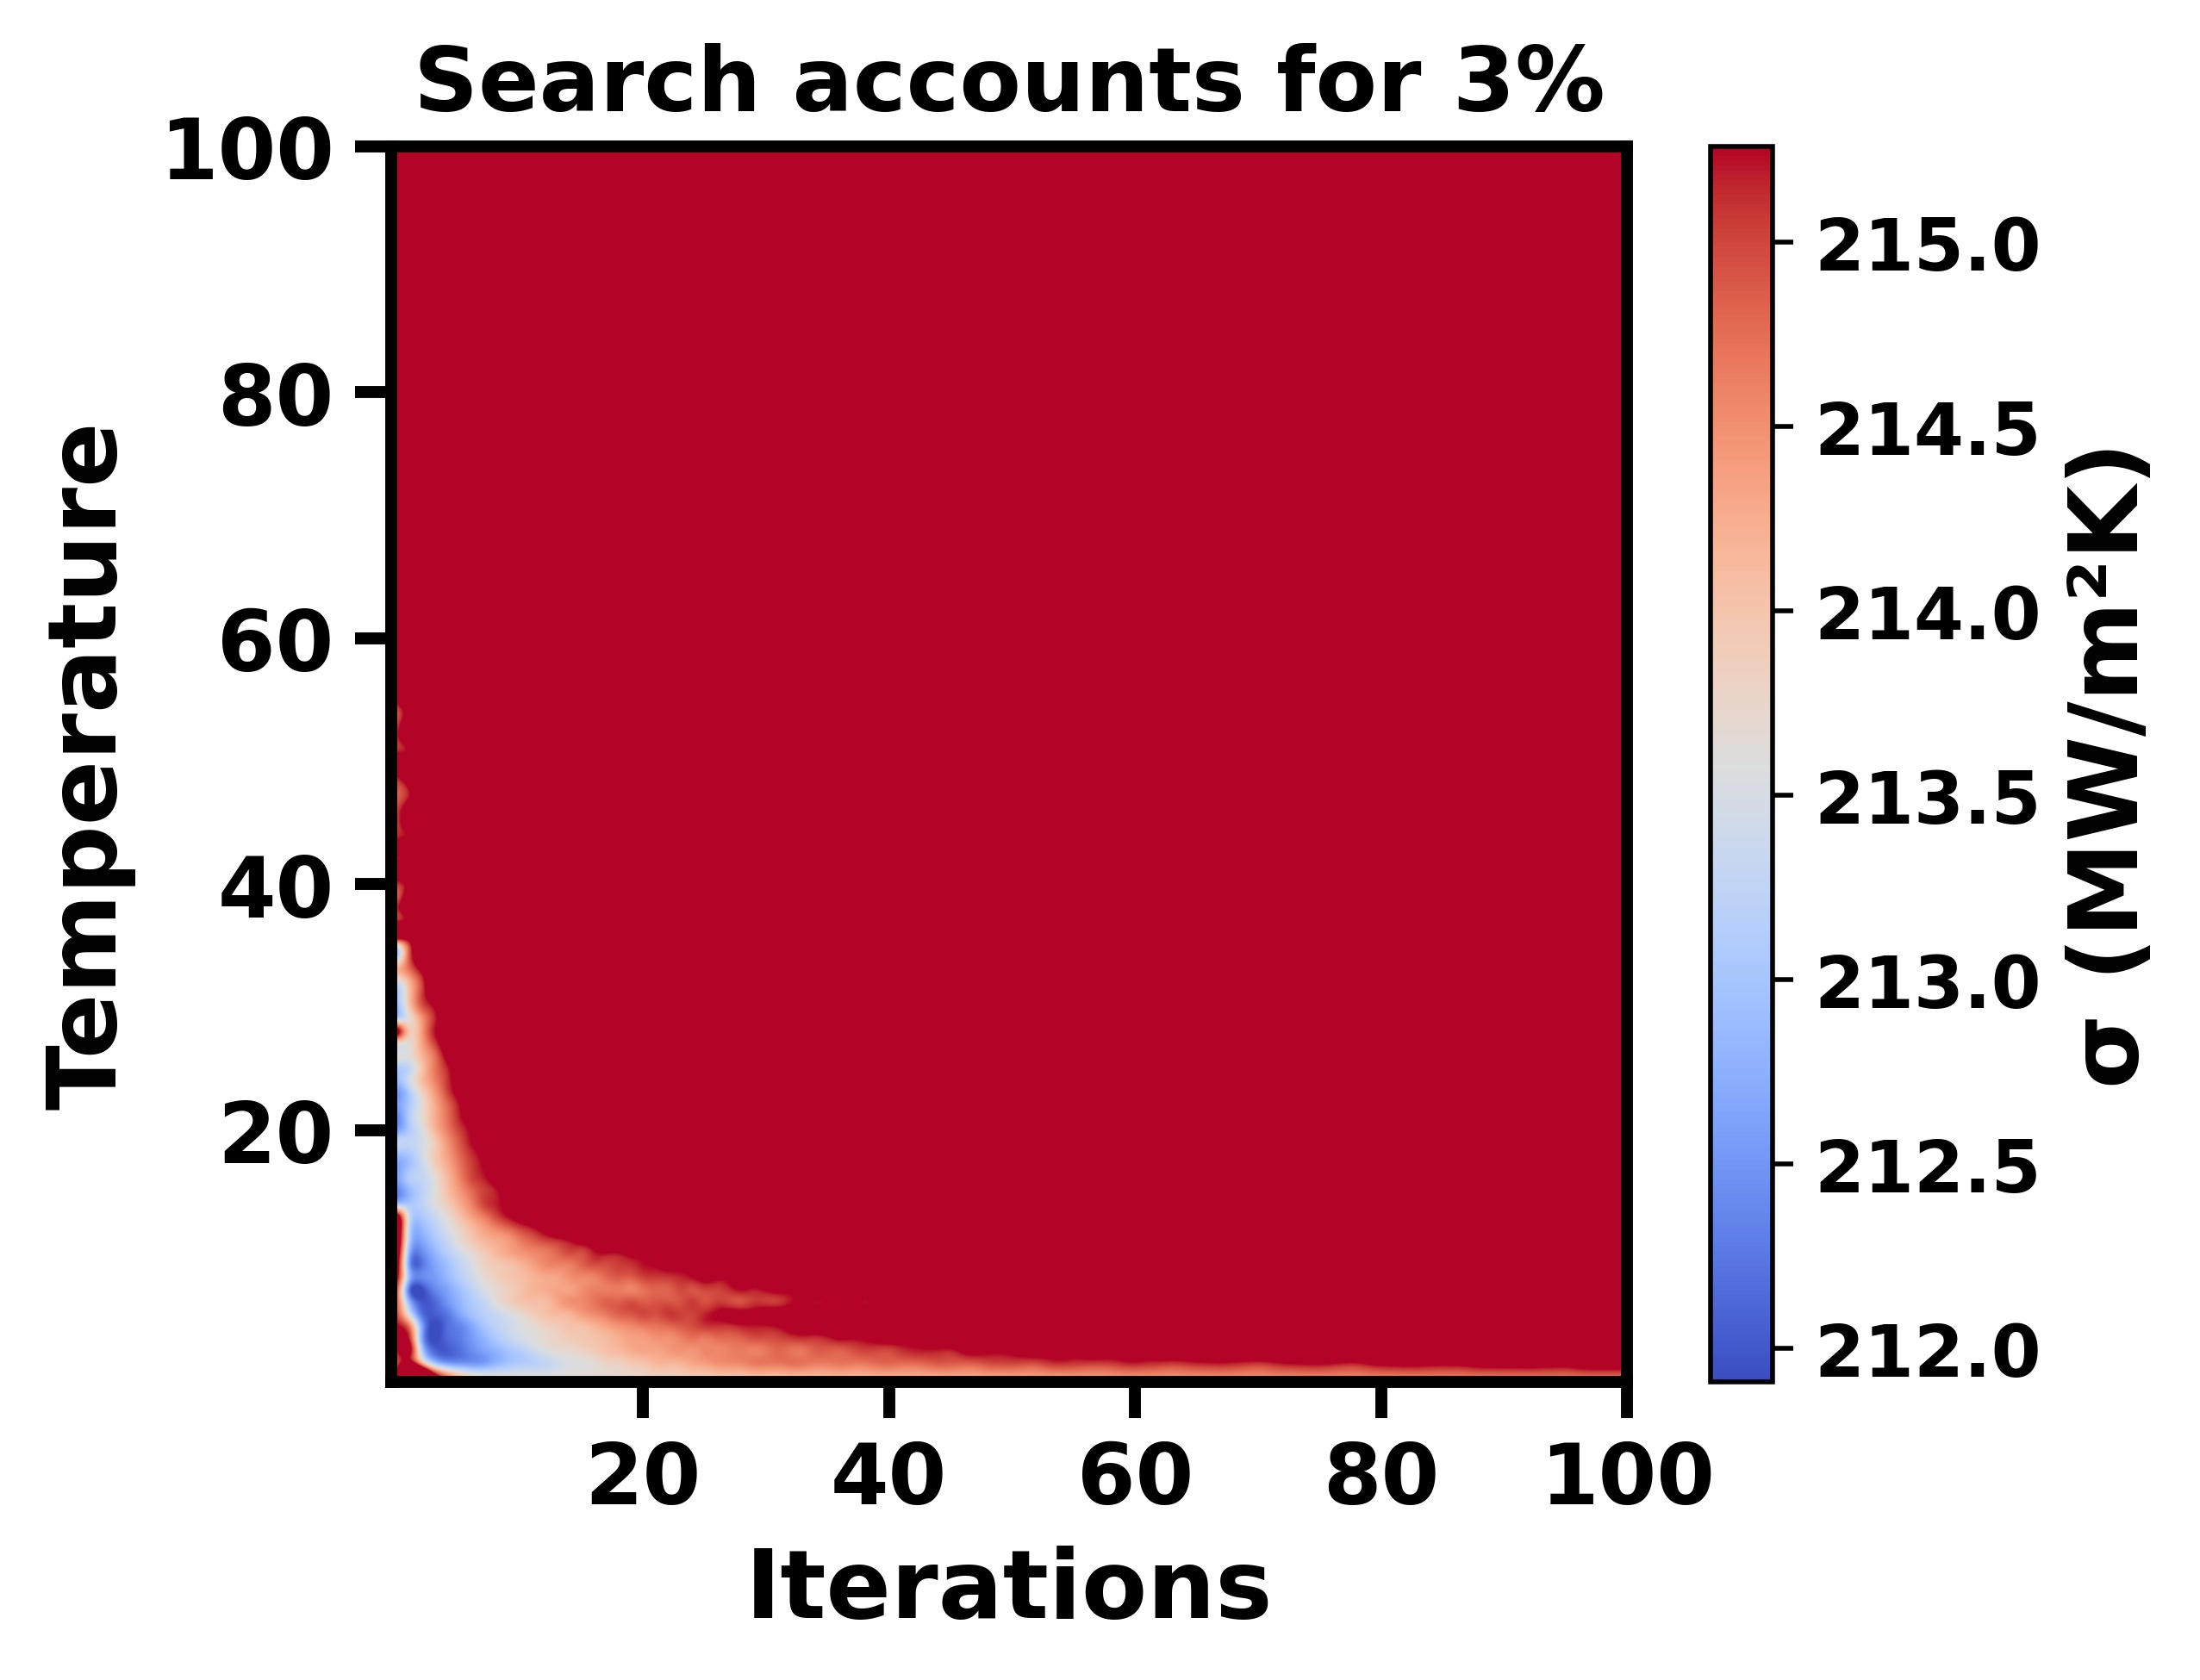 Search accounts for 3%
100
80
60
40
20
Temperature
20 40 60 80 100
Iterations
215.0
214.5
214.0
213.5
213.0
212.5
212.0
σ (MW/m²K)